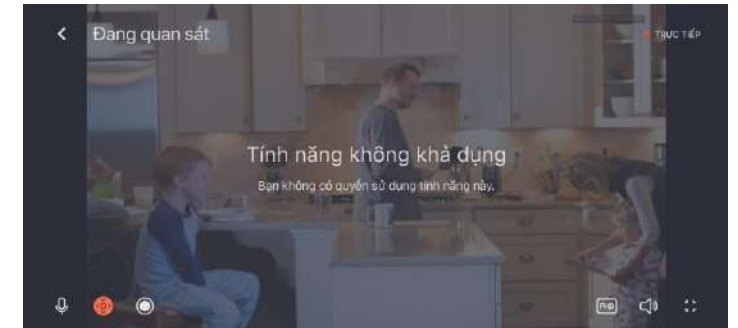 Đang quan sát
TRỰC TIẾP
Tính năng không khả dụng
Bạn không có quyền sử dụng tính năng này.
FHD